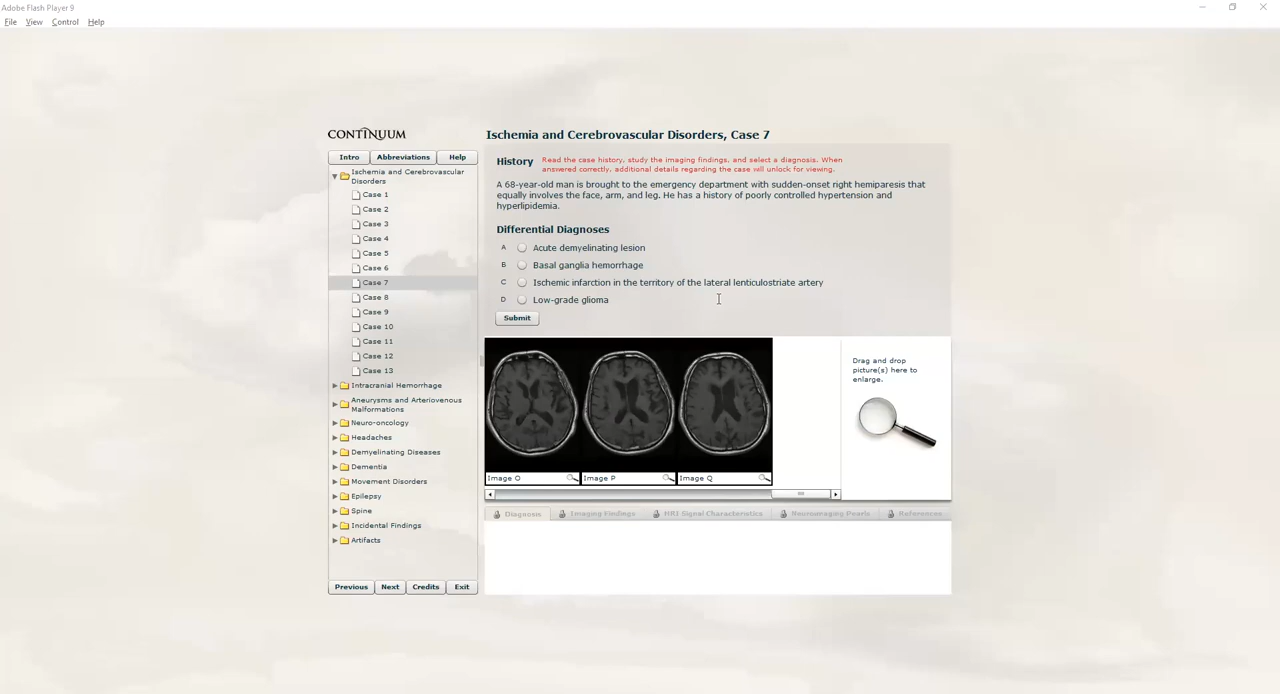 Adobe Flash Player 9
File View Control Help
CONTINUUM
Intro Abbreviations Help
Ischemia and Cerebrovascular
Disorders
Case 1
Case 2
Case 3
Case 4
Case 5
Case 6
Case 7
Case 8
Case 9
Case 10
Case 11
Case 12
Case 13
Intracranial Hemorrhage
Aneurysms and Arteriovenous
Malformations
Neuro-oncology
Headaches
Demyelinating Diseases
Dementia
Movement Disorders
Epilepsy
Spine
Incidental Findings
Artifacts
Previous Next Credits Exit
Ischemia and Cerebrovascular Disorders, Case 7
History
Read the case history, study the imaging findings, and select a diagnosis. When
answered correctly, additional details regarding the case will unlock for viewing.
A 68-year-old man is brought to the emergency department with sudden-onset right hemiparesis that
equally involves the face, arm, and leg. He has a history of poorly controlled hypertension and
hyperlipidemia.
Differential Diagnoses
A Acute demyelinating lesion
B Basal ganglia hemorrhage
C Ischemic infarction in the territory of the lateral lenticulostriate artery
D Low-grade glioma
Submit
Image O Image P Image Q
Drag and drop
picture(s) here to
enlarge.
Diagnosis Imaging Findings MRI Signal Characteristics Neuroimaging Pearls References